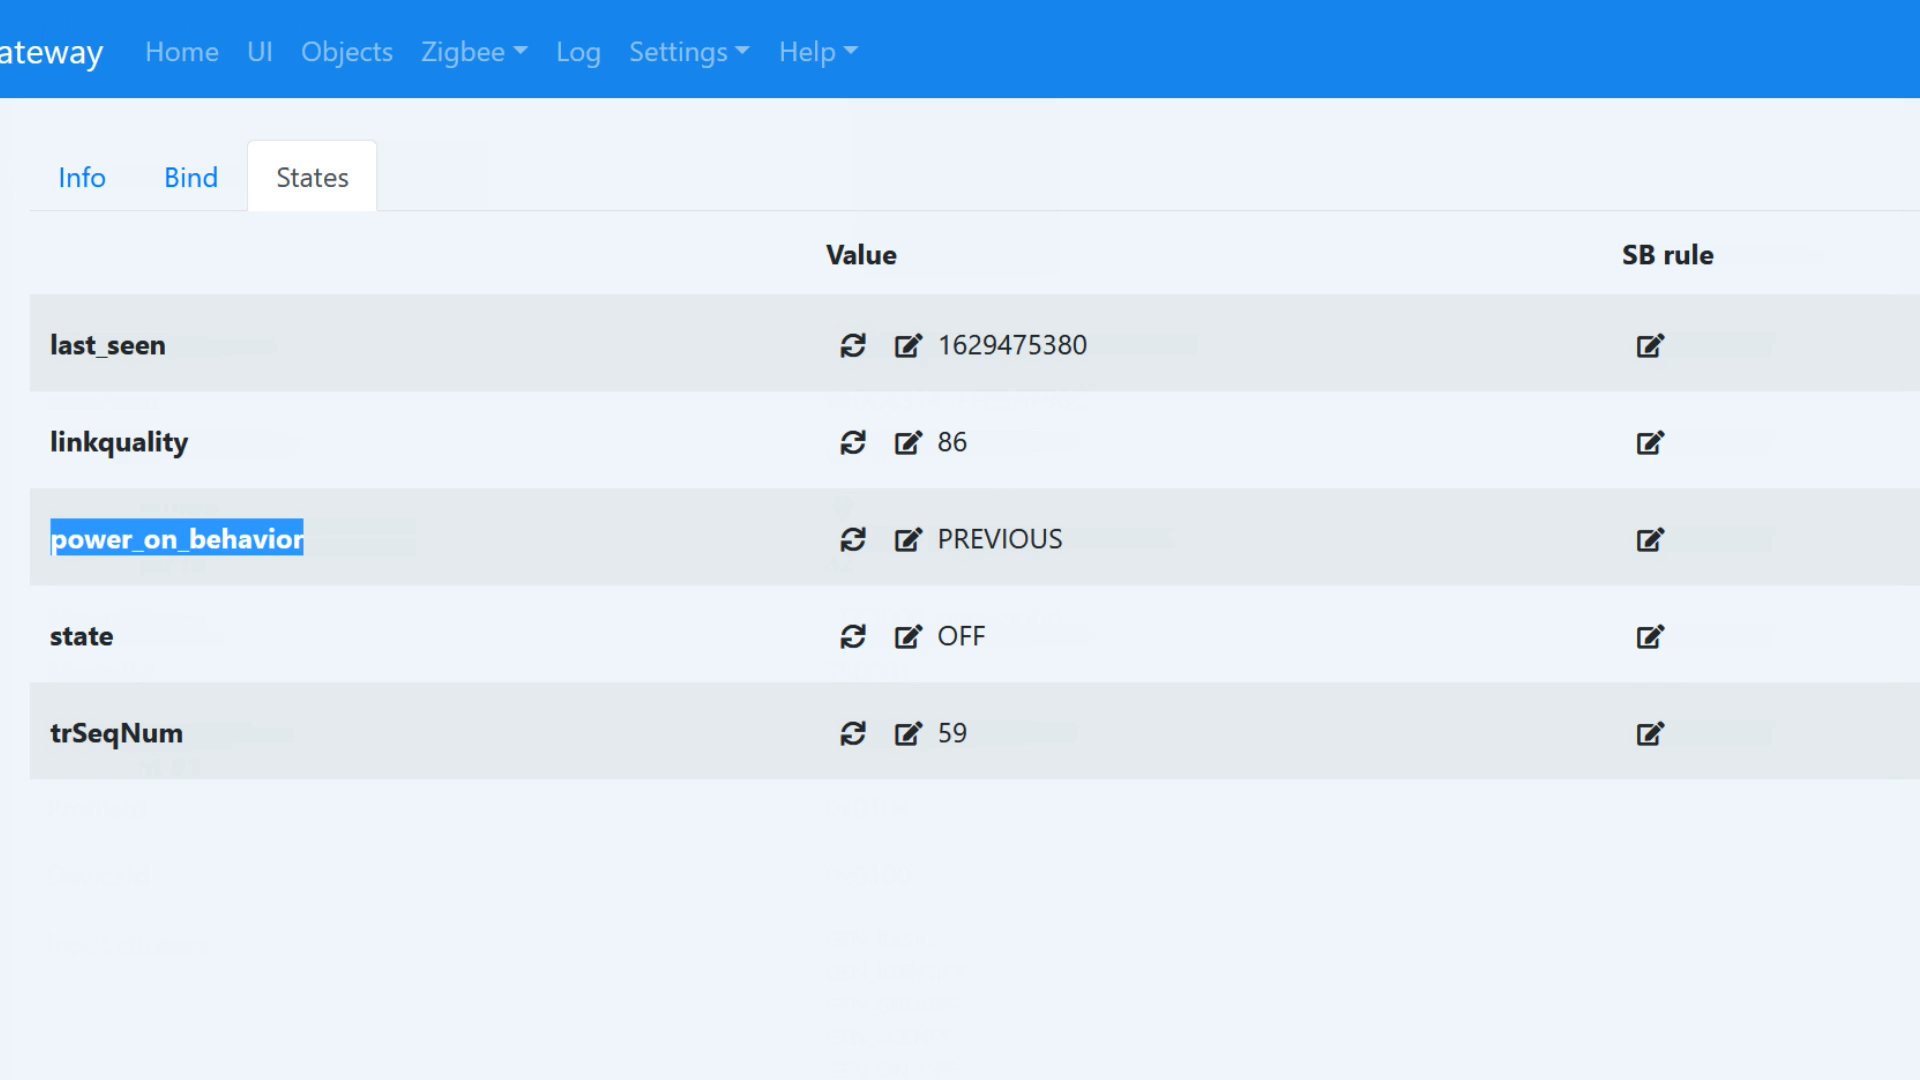 ateway Home UI Objects Zigbee Log Settings Help
Info Bind States
Value SB rule
last_seen 1629475380
linkquality 86
power_on_behavior PREVIOUS
state OFF
trSeqNum 59